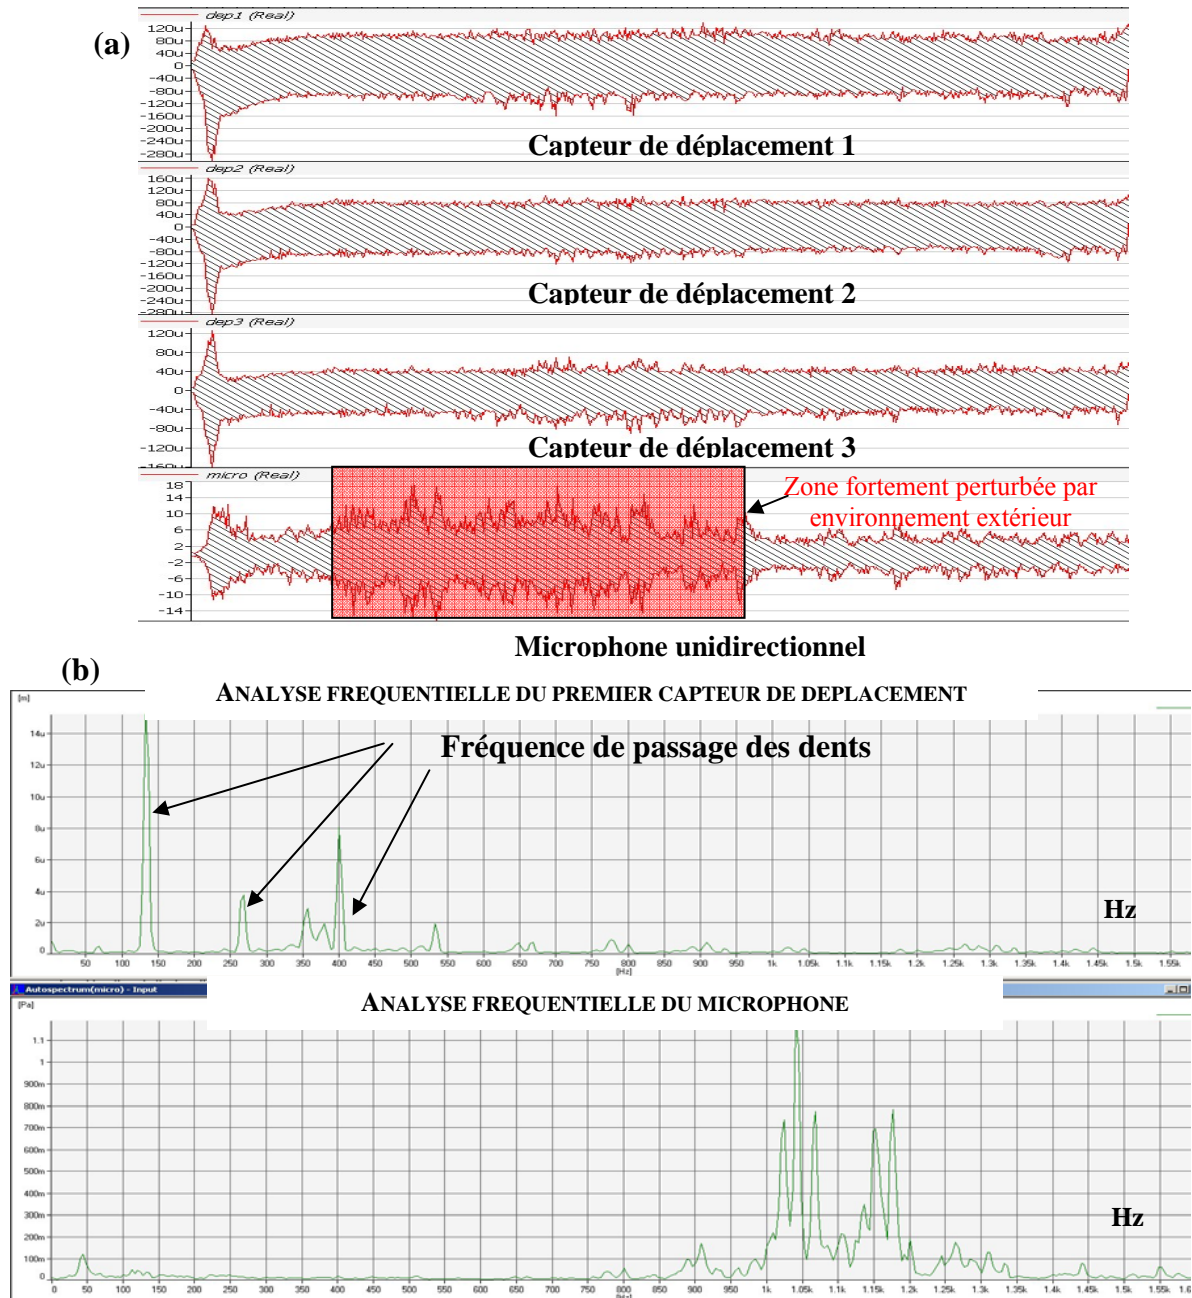 (a)
dep1 (Real)
120u
80u
40u
0
-40u
-80u
-120u
-160u
-200u
-240u
-280u
Capteur de déplacement 1
dep2 (Real)
160u
120u
80u
40u
0
-40u
-80u
-120u
-160u
-200u
-240u
-280u
Capteur de déplacement 2
dep3 (Real)
120u
80u
40u
0
-40u
-80u
-120u
-160u
Capteur de déplacement 3
micro (Real)
18
14
10
6
2
-2
-6
-10
-14
Zone fortement perturbée par
environnement extérieur
Microphone unidirectionnel
(b)
ANALYSE FREQUENTIELLE DU PREMIER CAPTEUR DE DEPLACEMENT
[m]
Fréquence de passage des dents
14u
12u
10u
8u
6u
4u
2u
0
Hz
50 100 150 200 250 300 350 400 450 500 550 600 650 700 750 800 850 900 950 1k 1.05k 1.1k 1.15k 1.2k 1.25k 1.3k 1.35k 1.4k 1.45k 1.5k 1.55k
[Hz]
Autospectrum(micro) - Input
ANALYSE FREQUENTIELLE DU MICROPHONE
[Pa]
1.1
1
900m
800m
700m
600m
500m
400m
300m
200m
100m
0
Hz
0 50 100 150 200 250 300 350 400 450 500 550 600 650 700 750 800 850 900 950 1k 1.05k 1.1k 1.15k 1.2k 1.25k 1.3k 1.35k 1.4k 1.45k 1.5k 1.55k 1.6
[Hz]